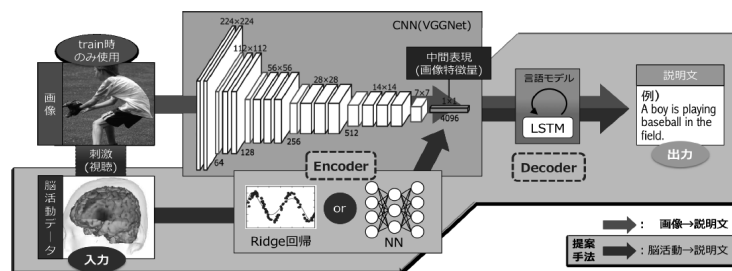 train時
のみ使用
画像
刺激
(視聴)
脳活動データ
入力
CNN(VGGNet)
224×224
112×112
56×56
28×28
14×14
7×7
1×1
64
128
256
512
4096
中間表現
(画像特徴量)
Encoder
Ridge回帰
or
NN
言語モデル
LSTM
Decoder
説明文
例)
A boy is playing
baseball in the
field.
出力
: 画像→説明文
提案
手法
: 脳活動→説明文